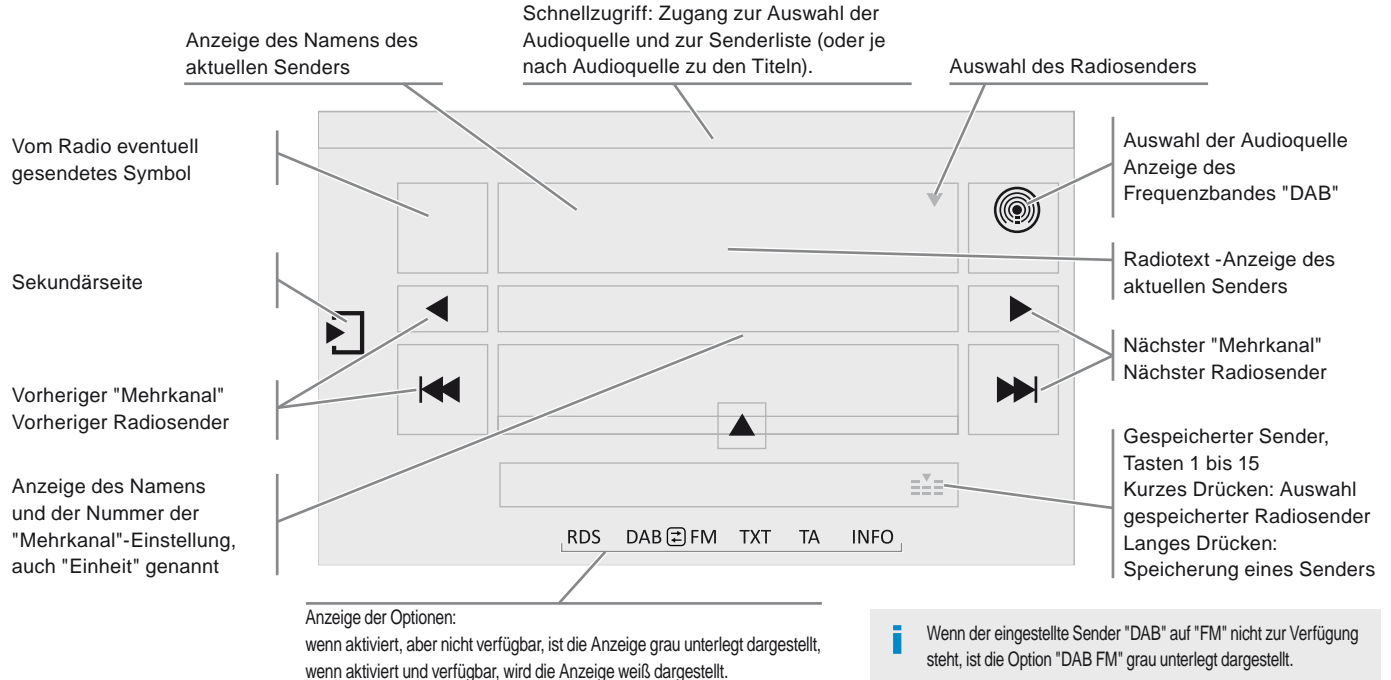 Schnellzugriff: Zugang zur Auswahl der
Audioquelle und zur Senderliste (oder je
nach Audioquelle zu den Titeln).
Anzeige des Namens des
aktuellen Senders
Auswahl des Radiosenders
Vom Radio eventuell
gesendetes Symbol
Auswahl der Audioquelle
Anzeige des
Frequenzbandes "DAB"
Radiotext -Anzeige des
aktuellen Senders
Sekundärseite
Nächster "Mehrkanal"
Nächster Radiosender
Vorheriger "Mehrkanal"
Vorheriger Radiosender
Gespeicherter Sender,
Tasten 1 bis 15
Kurzes Drücken: Auswahl
gespeicherter Radiosender
Langes Drücken:
Speicherung eines Senders
Anzeige des Namens
und der Nummer der
"Mehrkanal"-Einstellung,
auch "Einheit" genannt
RDS DAB FM TXT TA INFO
Anzeige der Optionen:
wenn aktiviert, aber nicht verfügbar, ist die Anzeige grau unterlegt dargestellt,
wenn aktiviert und verfügbar, wird die Anzeige weiß dargestellt.
i
Wenn der eingestellte Sender "DAB" auf "FM" nicht zur Verfügung
steht, ist die Option "DAB FM" grau unterlegt dargestellt.